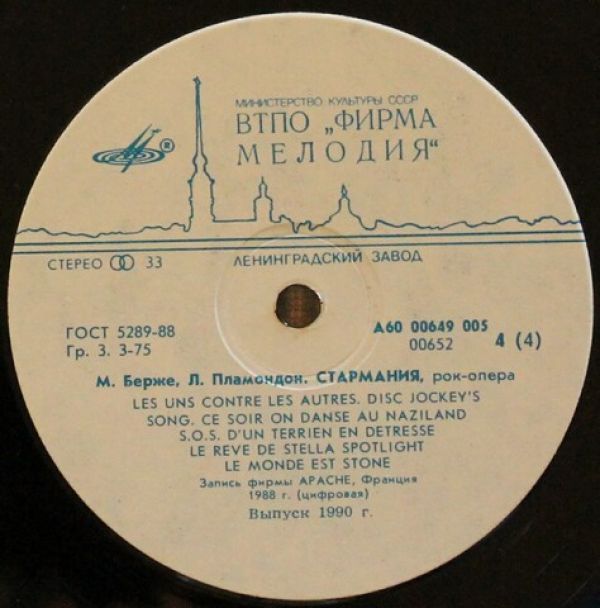 МИНИСТЕРСТВО КУЛЬТУРЫ СССР
ВТПО „ФИРМА
МЕЛОДИЯ“
®
СТЕРЕО 33 ЛЕНИНГРАДСКИЙ ЗАВОД
ГОСТ 5289-88 А60 00649 005
Гр. 3. 3-75 00652 4 (4)
М. Берже, Л. Пламондон. СТАРМАНИЯ, рок-опера
LES UNS CONTRE LES AUTRES. DISC JOCKEY'S
SONG. CE SOIR ON DANSE AU NAZILAND
S.O.S. D'UN TERRIEN EN DETRESSE
LE REVE DE STELLA SPOTLIGHT
LE MONDE EST STONE
Запись фирмы APACHE, Франция
1988 г. (цифровая)
Выпуск 1990 г.